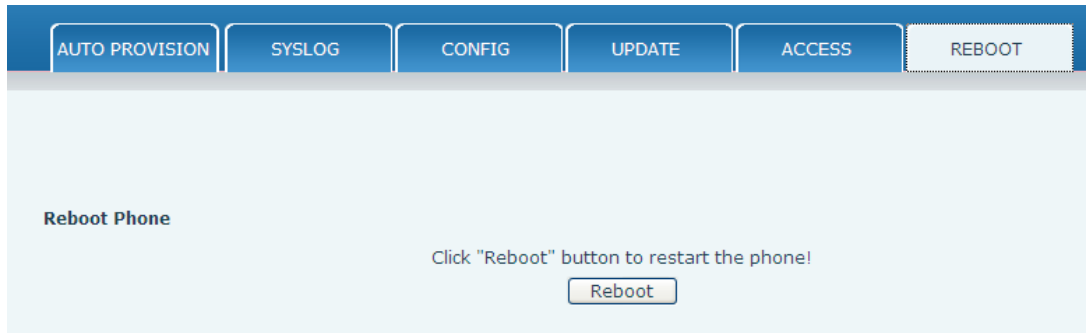 AUTO PROVISION SYSLOG CONFIG UPDATE ACCESS REBOOT
Reboot Phone
Click "Reboot" button to restart the phone!
Reboot